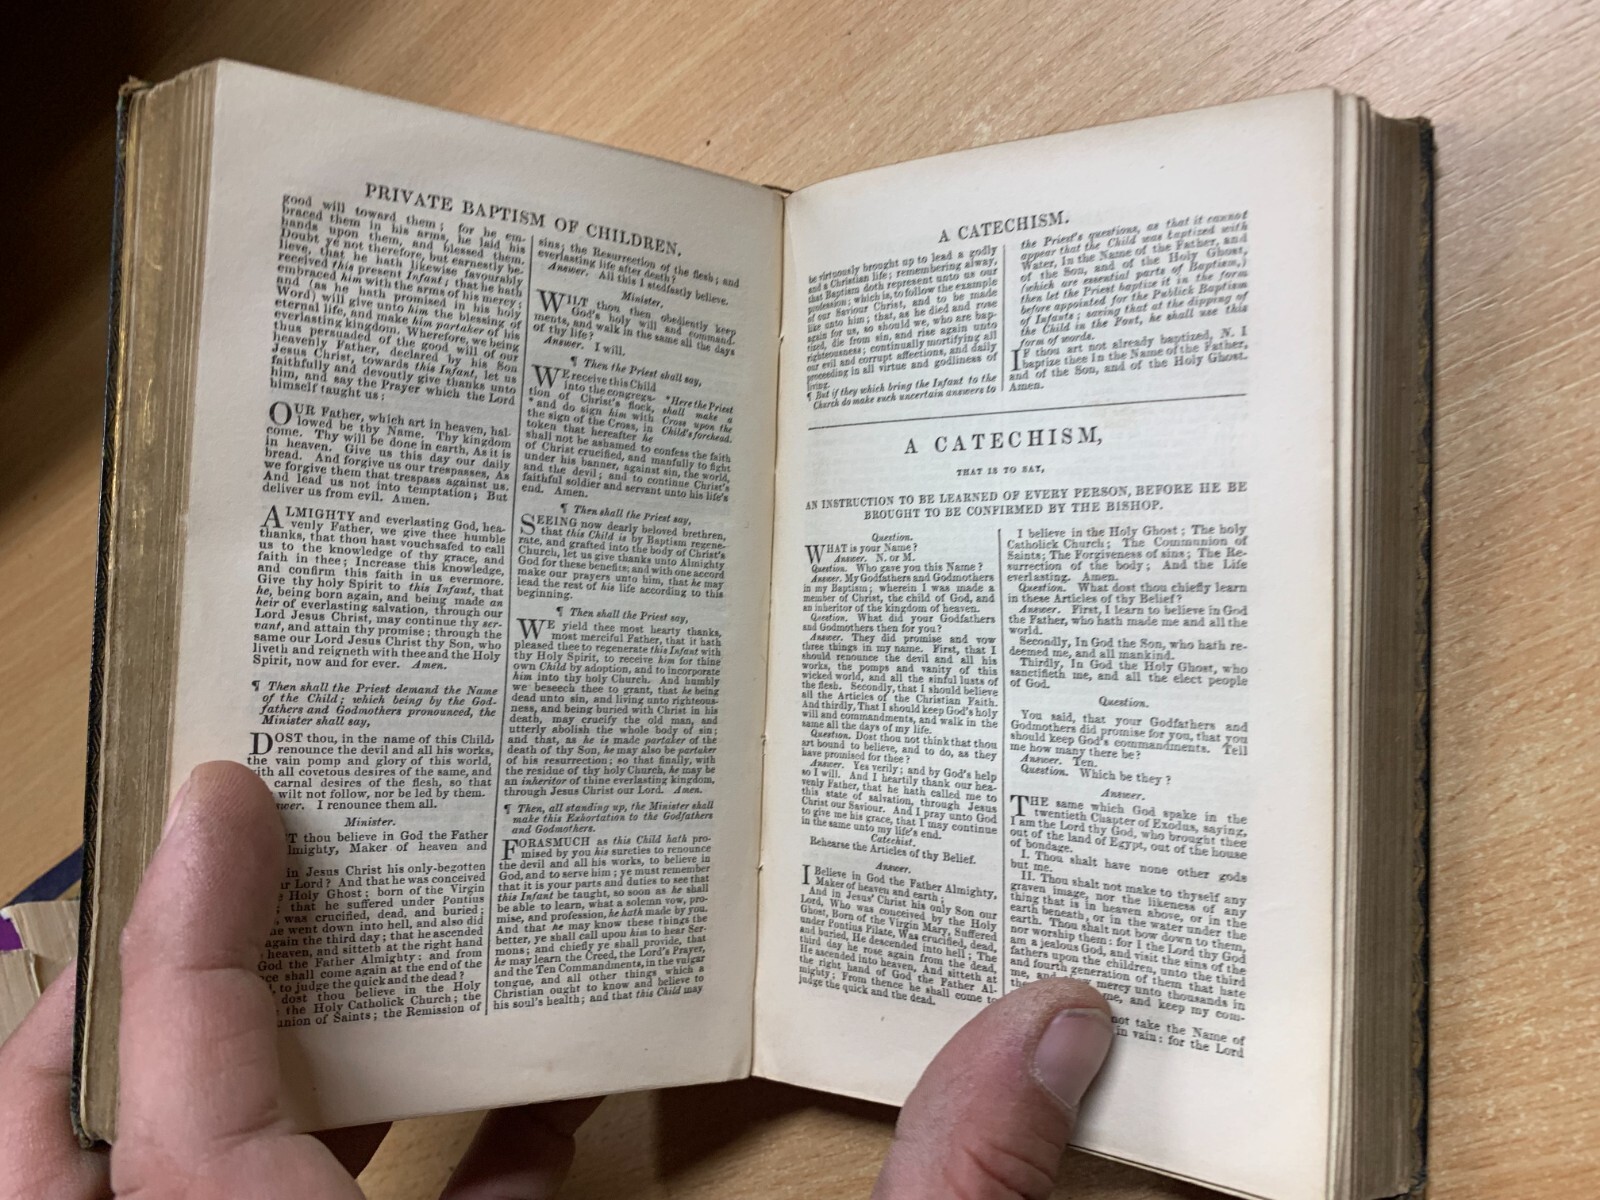 PRIVATE BAPTISM OF CHILDREN.
good will toward them; for he em-
braced them in his arms, he laid his
hands upon them, and blessed them.
Doubt ye not therefore, but earnestly be-
lieve, that he hath likewise favourably
received this present Infant; that he hath
embraced him with the arms of his mercy;
and (as he hath promised in his holy
Word) will give unto him the blessing of
eternal life, and make him partaker of his
everlasting kingdom. Wherefore, we being
thus persuaded of the good will of our
heavenly Father, declared by his Son
Jesus Christ, towards this Infant, let us
faithfully and devoutly give thanks unto
him, and say the Prayer which the Lord
himself taught us:
OUR Father, which art in heaven, hal-
lowed be thy Name. Thy kingdom
come. Thy will be done in earth, As it is
in heaven. Give us this day our daily
bread. And forgive us our trespasses, As
we forgive them that trespass against us.
And lead us not into temptation; But
deliver us from evil. Amen.
ALMIGHTY and everlasting God, hea-
venly Father, we give thee humble
thanks, that thou hast vouchsafed to call
us to the knowledge of thy grace, and
faith in thee; Increase this knowledge,
and confirm this faith in us evermore.
Give thy holy Spirit to this Infant, that
he, being born again, and being made an
heir of everlasting salvation, through our
Lord Jesus Christ, may continue thy ser-
vant, and attain thy promise; through the
same our Lord Jesus Christ thy Son, who
liveth and reigneth with thee and the Holy
Spirit, now and for ever. Amen.
¶ Then shall the Priest demand the Name
of the Child; which being by the God-
fathers and Godmothers pronounced, the
Minister shall say,
DOST thou, in the name of this Child,
renounce the devil and all his works,
the vain pomp and glory of this world,
with all covetous desires of the same, and
carnal desires of the flesh, so that
wilt not follow, nor be led by them.
wer. I renounce them all.
Minister.
T thou believe in God the Father
lmighty, Maker of heaven and
in Jesus Christ his only-begotten
ur Lord? And that he was conceived
Holy Ghost; born of the Virgin
; that he suffered under Pontius
was crucified, dead, and buried;
he went down into hell, and also did
again the third day; that he ascended
heaven, and sitteth at the right hand
God the Father Almighty: and from
nce shall come again at the end of the
, to judge the quick and the dead?
dost thou believe in the Holy
the Holy Catholick Church; the
union of Saints; the Remission of
sins; the Resurrection of the flesh; and
everlasting life after death?
Answer. All this I stedfastly believe.
Minister.
WILT thou then obediently keep
God's holy will and command-
ments, and walk in the same all the days
of thy life?
Answer. I will.
¶ Then the Priest shall say,
WE receive this Child
into the congrega-
tion of Christ's flock,
* and do sign him with
the sign of the Cross, in
token that hereafter he
*Here the Priest
shall make a
Cross upon the
Child's forehead.
shall not be ashamed to confess the faith
of Christ crucified, and manfully to fight
under his banner, against sin, the world,
and the devil; and to continue Christ's
faithful soldier and servant unto his life's
end. Amen.
¶ Then shall the Priest say,
SEEING now dearly beloved brethren,
that this Child is by Baptism regene-
rate, and grafted into the body of Christ's
Church, let us give thanks unto Almighty
God for these benefits; and with one accord
make our prayers unto him, that he may
lead the rest of his life according to this
beginning.
¶ Then shall the Priest say,
WE yield thee most hearty thanks,
most merciful Father, that it hath
pleased thee to regenerate this Infant with
thy Holy Spirit, to receive him for thine
own Child by adoption, and to incorporate
him into thy holy Church. And humbly
we beseech thee to grant, that he being
dead unto sin, and living unto righteous-
ness, and being buried with Christ in his
death, may crucify the old man, and
utterly abolish the whole body of sin;
and that, as he is made partaker of the
death of thy Son, he may also be partaker
of his resurrection; so that finally, with
the residue of thy holy Church, he may be
an inheritor of thine everlasting kingdom,
through Jesus Christ our Lord. Amen.
¶ Then, all standing up, the Minister shall
make this Exhortation to the Godfathers
and Godmothers.
FORASMUCH as this Child hath pro-
mised by you his sureties to renounce
the devil and all his works, to believe in
God, and to serve him; ye must remember
that it is your parts and duties to see that
this Infant be taught, so soon as he shall
be able to learn, what a solemn vow, pro-
mise, and profession, he hath made by you.
And that he may know these things the
better, ye shall call upon him to hear Ser-
mons; and chiefly ye shall provide, that
he may learn the Creed, the Lord's Prayer,
and the Ten Commandments, in the vulgar
tongue, and all other things which a
Christian ought to know and believe to
his soul's health; and that this Child may
A CATECHISM.
be virtuously brought up to lead a godly
and a Christian life; remembering alway,
that Baptism doth represent unto us our
profession; which is, to follow the example
of our Saviour Christ, and to be made
like unto him; that, as he died and rose
again for us, so should we, who are bap-
tized, die from sin, and rise again unto
righteousness; continually mortifying all
our evil and corrupt affections, and daily
proceeding in all virtue and godliness of
living.
¶ But if they which bring the Infant to the
Church do make such uncertain answers to
the Priest's questions, as that it cannot
appear that the Child was baptized with
Water, In the Name of the Father, and
of the Son, and of the Holy Ghost,
(which are essential parts of Baptism,)
then let the Priest baptize it in the form
before appointed for the Publick Baptism
of Infants; saving that at the dipping of
the Child in the Font, he shall use this
form of words.
IF thou art not already baptized, N. I
baptize thee In the Name of the Father,
and of the Son, and of the Holy Ghost.
Amen.
A CATECHISM,
THAT IS TO SAY,
AN INSTRUCTION TO BE LEARNED OF EVERY PERSON, BEFORE HE BE
BROUGHT TO BE CONFIRMED BY THE BISHOP.
Question.
WHAT is your Name?
Answer. N. or M.
Question. Who gave you this Name?
Answer. My Godfathers and Godmothers
in my Baptism; wherein I was made a
member of Christ, the child of God, and
an inheritor of the kingdom of heaven.
Question. What did your Godfathers
and Godmothers then for you?
Answer. They did promise and vow
three things in my name. First, that I
should renounce the devil and all his
works, the pomps and vanity of this
wicked world, and all the sinful lusts of
the flesh. Secondly, that I should believe
all the Articles of the Christian Faith.
And thirdly, That I should keep God's holy
will and commandments, and walk in the
same all the days of my life.
Question. Dost thou not think that thou
art bound to believe, and to do, as they
have promised for thee?
Answer. Yes verily; and by God's help
so I will. And I heartily thank our hea-
venly Father, that he hath called me to
this state of salvation, through Jesus
Christ our Saviour. And I pray unto God
to give me his grace, that I may continue
in the same unto my life's end.
Catechist.
Rehearse the Articles of thy Belief.
Answer.
I Believe in God the Father Almighty,
Maker of heaven and earth;
And in Jesus Christ his only Son our
Lord, Who was conceived by the Holy
Ghost, Born of the Virgin Mary, Suffered
under Pontius Pilate, Was crucified, dead,
and buried, He descended into hell; The
third day he rose again from the dead,
He ascended into heaven, And sitteth at
the right hand of God the Father Al-
mighty; From thence he shall come to
judge the quick and the dead.
I believe in the Holy Ghost; The holy
Catholick Church; The Communion of
Saints; The Forgiveness of sins; The Re-
surrection of the body; And the Life
everlasting. Amen.
Question. What dost thou chiefly learn
in these Articles of thy Belief?
Answer. First, I learn to believe in God
the Father, who hath made me and all the
world.
Secondly, In God the Son, who hath re-
deemed me, and all mankind.
Thirdly, In God the Holy Ghost, who
sanctifieth me, and all the elect people
of God.
Question.
You said, that your Godfathers and
Godmothers did promise for you, that you
should keep God's commandments. Tell
me how many there be?
Answer. Ten.
Question. Which be they?
Answer.
THE same which God spake in the
twentieth Chapter of Exodus, saying,
I am the Lord thy God, who brought thee
out of the land of Egypt, out of the house
of bondage.
I. Thou shalt have none other gods
but me.
II. Thou shalt not make to thyself any
graven image, nor the likeness of any
thing that is in heaven above, or in the
earth beneath, or in the water under the
earth. Thou shalt not bow down to them,
nor worship them: for I the Lord thy God
am a jealous God, and visit the sins of the
fathers upon the children, unto the third
and fourth generation of them that hate
me, and mercy unto thousands in
me, and keep my com-
not take the Name of
in vain: for the Lord